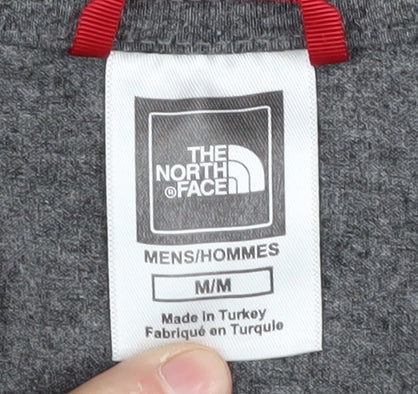 THE
NORTH
®FACE
MENS/HOMMES
M/M
Made in Turkey
Fabriqué en Turquie